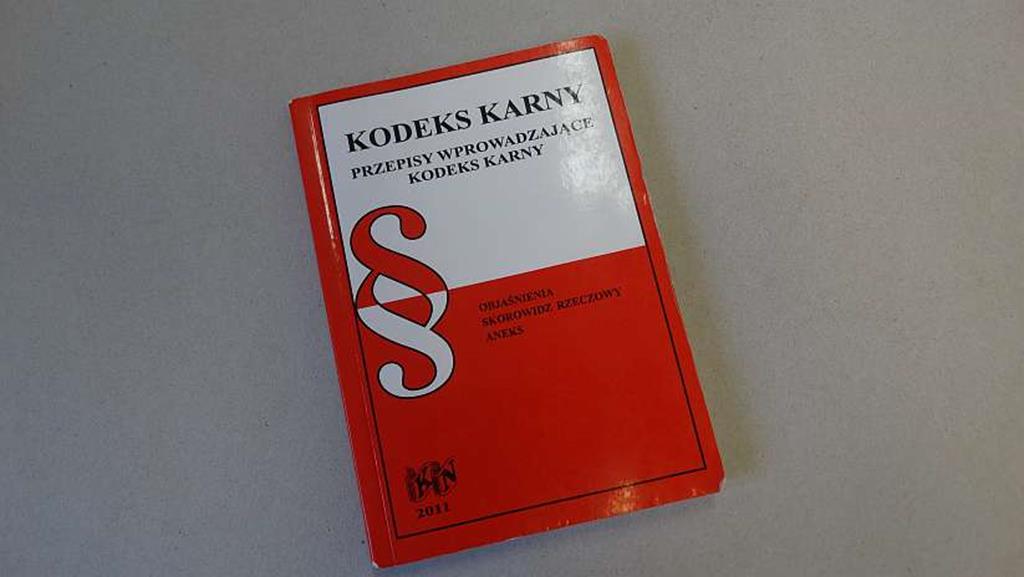 KODEKS KARNY
PRZEPISY WPROWADZAJĄCE
KODEKS KARNY
§
OBJAŚNIENIA
SKOROWIDZ RZECZOWY
ANEKS
2011